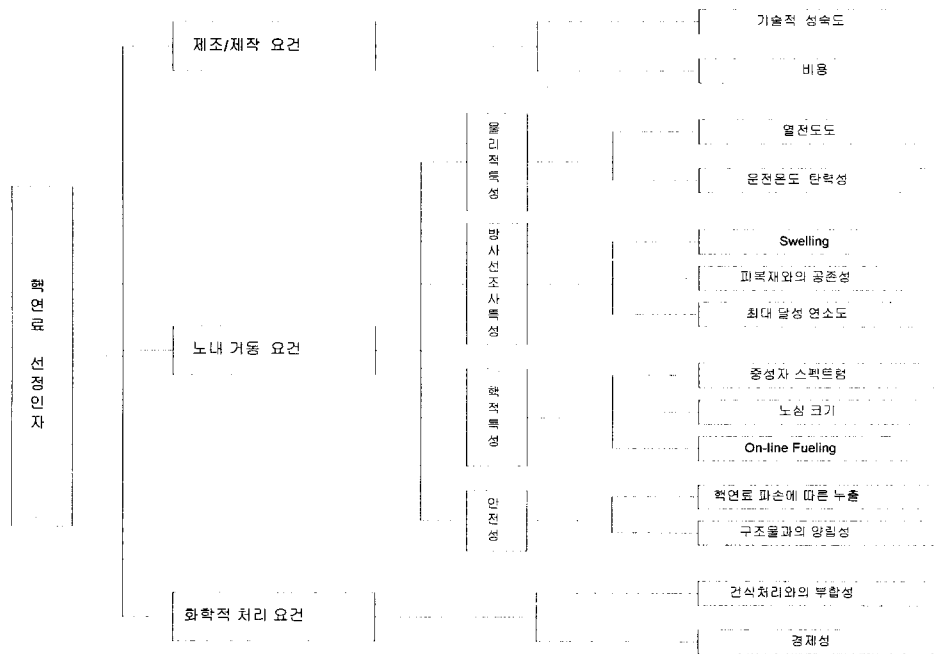 핵연료 선정인자
제조/제작 요건
기술적 성숙도
비용
노내 거동 요건
물리적특성
열전도도
운전온도 탄력성
방사선조사특성
Swelling
피복재와의 공존성
최대 달성 연소도
핵적특성
중성자 스펙트럼
노심 크기
On-line Fueling
안전성
핵연료 파손에 따른 누출
구조물과의 양립성
화학적 처리 요건
건식처리와의 부합성
경제성